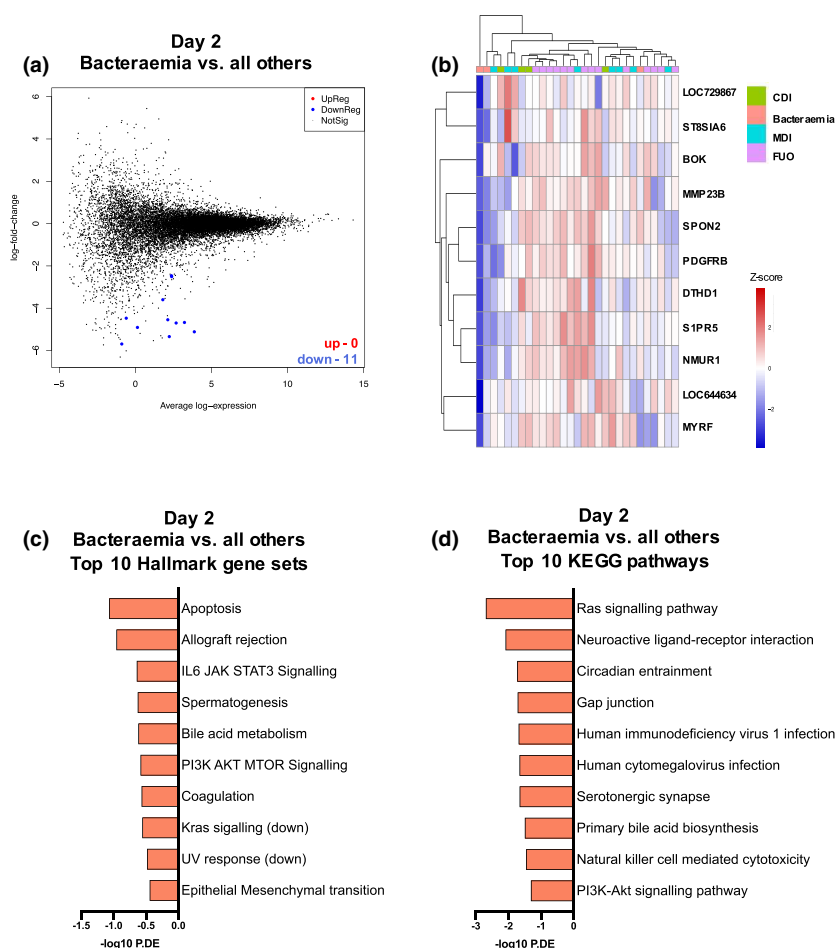 (a)
Day 2
Bacteraemia vs. all others
UpReg
DownReg
NotSig
log-fold-change
6
4
2
0
-2
-4
-6
up - 0
down - 11
-5
0
5
10
15
Average log-expression
(b)
LOC729867
ST8SIA6
BOK
MMP23B
SPON2
PDGFRB
DTHD1
S1PR5
NMUR1
LOC644634
MYRF
CDI
Bacteraemia
MDI
FUO
Z-score
2
0
-2
(c)
Day 2
Bacteraemia vs. all others
Top 10 Hallmark gene sets
Apoptosis
Allograft rejection
IL6 JAK STAT3 Signalling
Spermatogenesis
Bile acid metabolism
PI3K AKT MTOR Signalling
Coagulation
Kras sigalling (down)
UV response (down)
Epithelial Mesenchymal transition
-1.5
-1.0
-0.5
0.0
-log10 P.DE
(d)
Day 2
Bacteraemia vs. all others
Top 10 KEGG pathways
Ras signalling pathway
Neuroactive ligand-receptor interaction
Circadian entrainment
Gap junction
Human immunodeficiency virus 1 infection
Human cytomegalovirus infection
Serotonergic synapse
Primary bile acid biosynthesis
Natural killer cell mediated cytotoxicity
PI3K-Akt signalling pathway
-3
-2
-1
0
-log10 P.DE